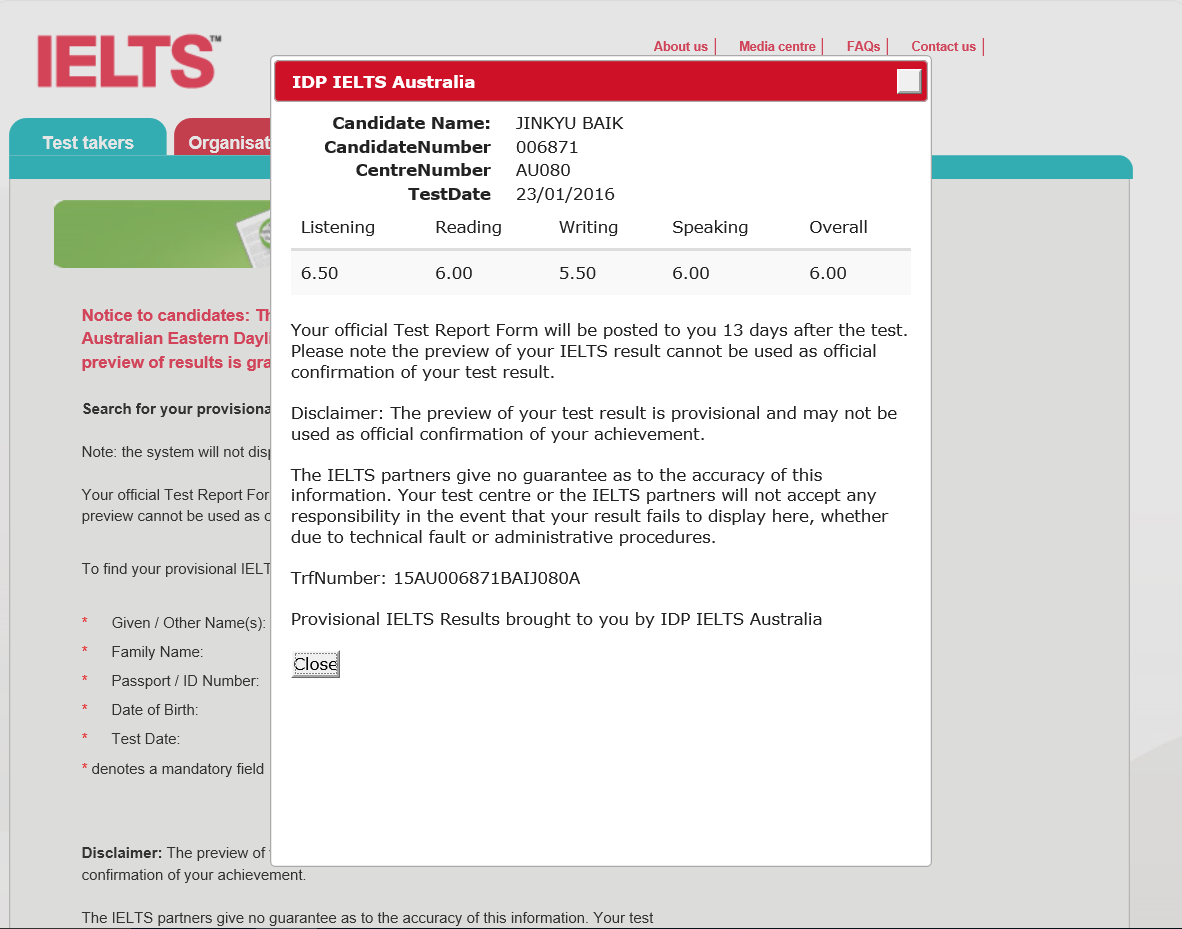 IELTS™
About us
Media centre
FAQs
Contact us
Test takers
Organisat
IDP IELTS Australia
Candidate Name: JINKYU BAIK
CandidateNumber 006871
CentreNumber AU080
TestDate 23/01/2016
Listening Reading Writing Speaking Overall
6.50 6.00 5.50 6.00 6.00
Your official Test Report Form will be posted to you 13 days after the test.
Please note the preview of your IELTS result cannot be used as official
confirmation of your test result.
Disclaimer: The preview of your test result is provisional and may not be
used as official confirmation of your achievement.
The IELTS partners give no guarantee as to the accuracy of this
information. Your test centre or the IELTS partners will not accept any
responsibility in the event that your result fails to display here, whether
due to technical fault or administrative procedures.
TrfNumber: 15AU006871BAIJ080A
Provisional IELTS Results brought to you by IDP IELTS Australia
Close
Notice to candidates:
Australian Eastern Dayli
preview of results is gra
Search for your provisiona
Note: the system will not disp
Your official Test Report For
preview cannot be used as
To find your provisional IELT
* Given / Other Name(s):
* Family Name:
* Passport / ID Number:
* Date of Birth:
* Test Date:
* denotes a mandatory field
Disclaimer: The preview of
confirmation of your achievement.
The IELTS partners give no guarantee as to the accuracy of this information. Your test